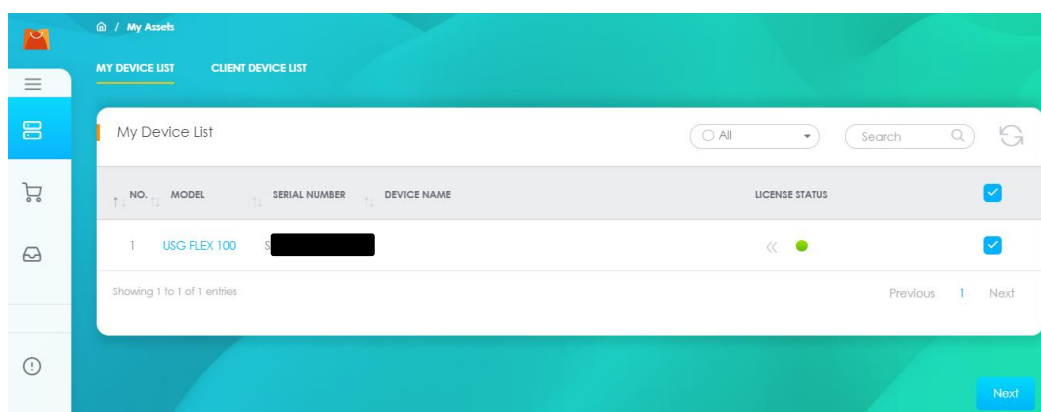 / My Assets
MY DEVICE LIST CLIENT DEVICE LIST
My Device List All Search
NO. MODEL SERIAL NUMBER DEVICE NAME LICENSE STATUS
1 USG FLEX 100 S
Showing 1 to 1 of 1 entries Previous 1 Next
Next